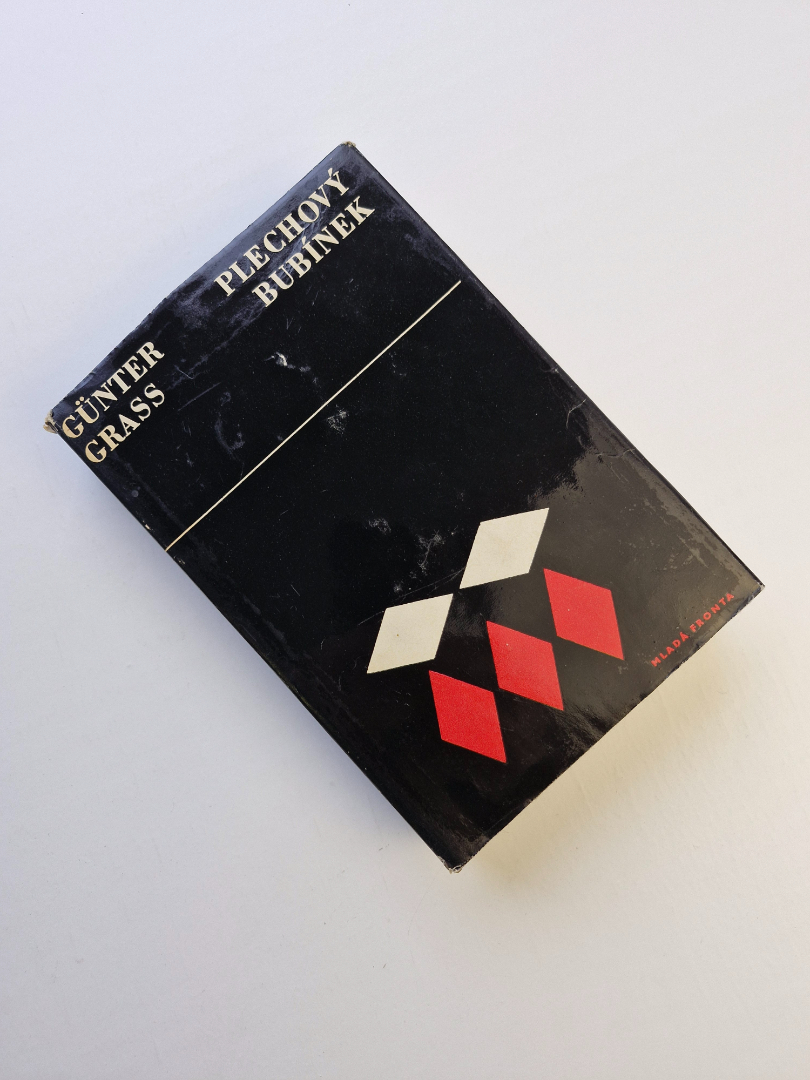 GÜNTER
GRASS
PLECHOVÝ
BUBÍNEK
MLADÁ FRONTA